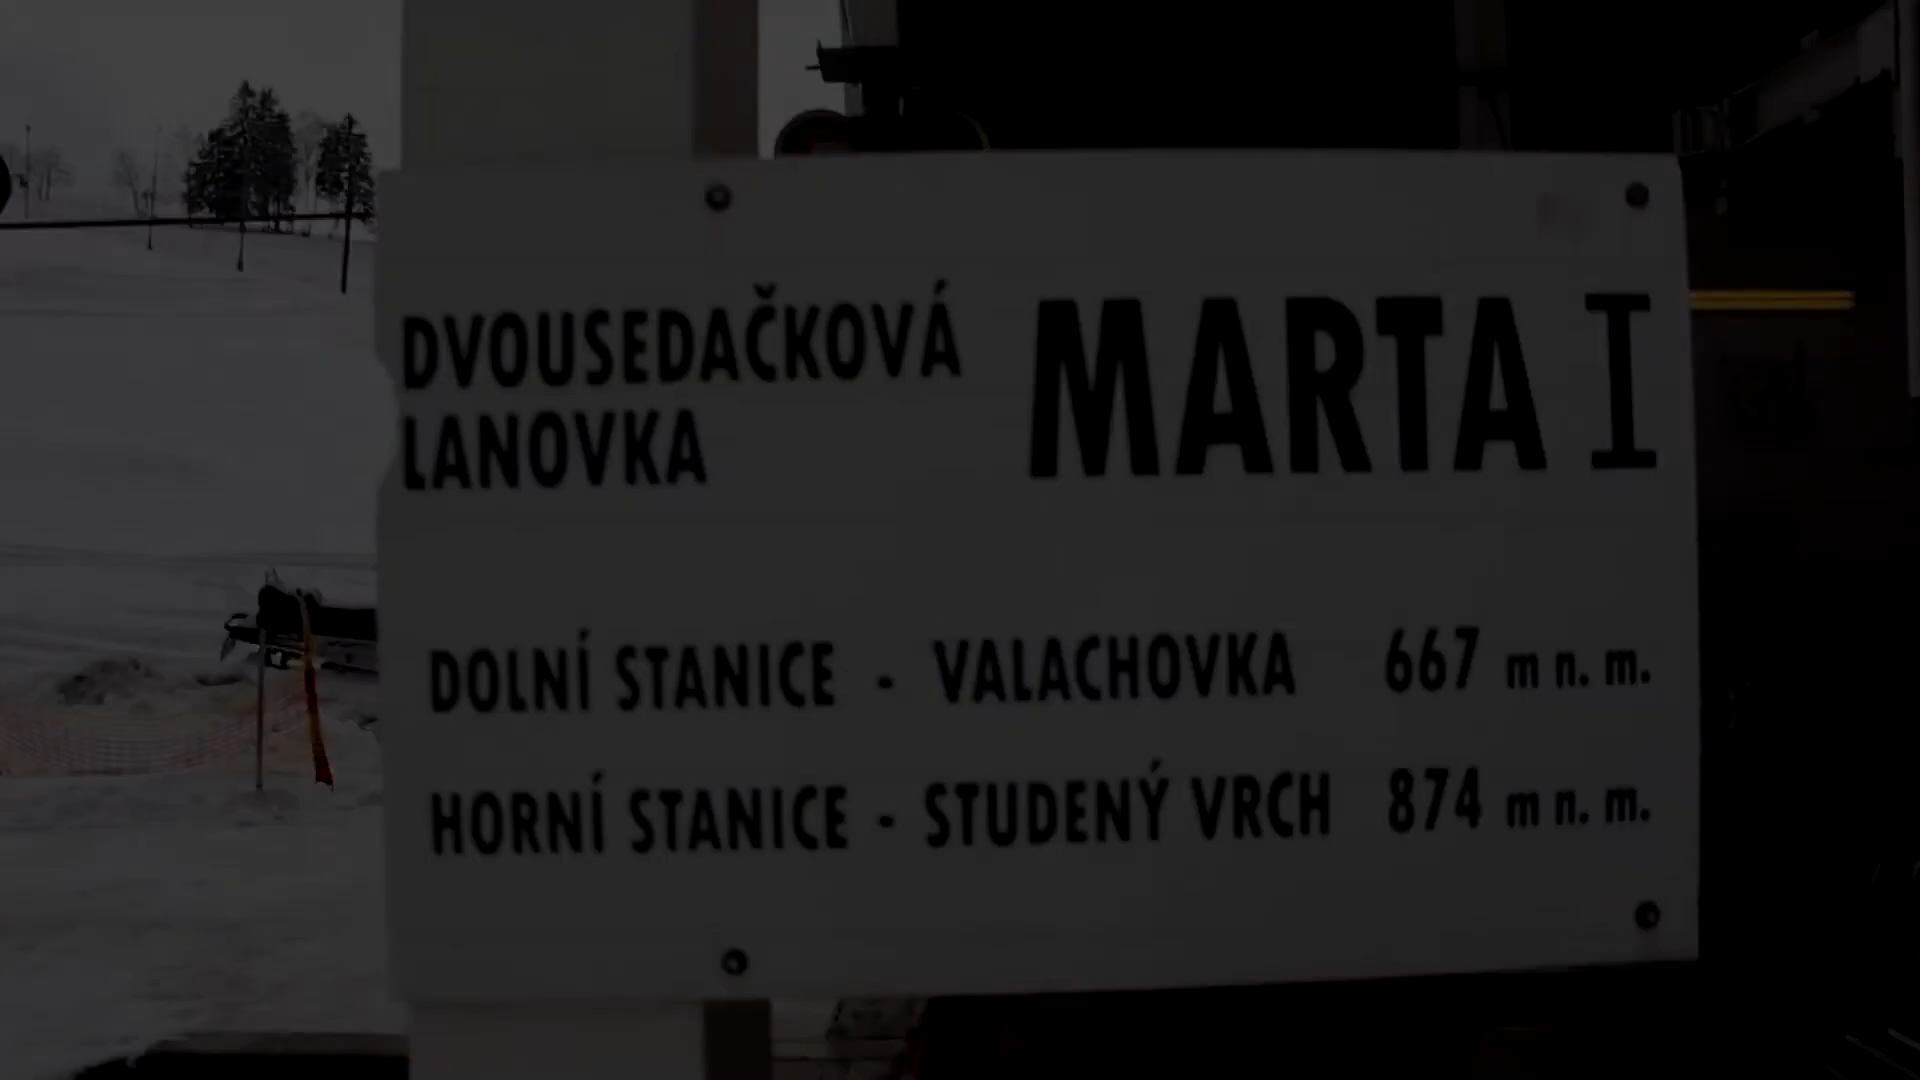 DVOUSEDAČKOVÁ
LANOVKA
MARTA I
DOLNÍ STANICE - VALACHOVKA 667 m n. m.
HORNÍ STANICE - STUDENÝ VRCH 874 m n. m.